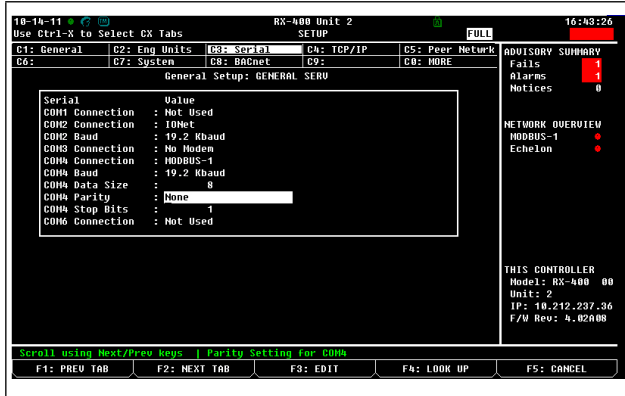 10-14-11 RX-400 Unit 2 16:43:26
Use Ctrl-X to Select CX Tabs SETUP FULL
C1: General C2: Eng Units C3: Serial C4: TCP/IP C5: Peer Netwrk
C6: C7: System C8: BACnet C9: C0: MORE
General Setup: GENERAL SERV
Serial Value
COM1 Connection : Not Used
COM2 Connection : IONet
COM2 Baud : 19.2 Kbaud
COM3 Connection : No Modem
COM4 Connection : MODBUS-1
COM4 Baud : 19.2 Kbaud
COM4 Data Size : 8
COM4 Parity : None
COM4 Stop Bits : 1
COM6 Connection : Not Used
ADVISORY SUMMARY
Fails 1
Alarms 1
Notices 0
NETWORK OVERVIEW
MODBUS-1
Echelon
THIS CONTROLLER
Model: RX-400 00
Unit: 2
IP: 10.212.237.36
F/W Rev: 4.02A08
Scroll using Next/Prev keys | Parity Setting for COM4
F1: PREV TAB F2: NEXT TAB F3: EDIT F4: LOOK UP F5: CANCEL